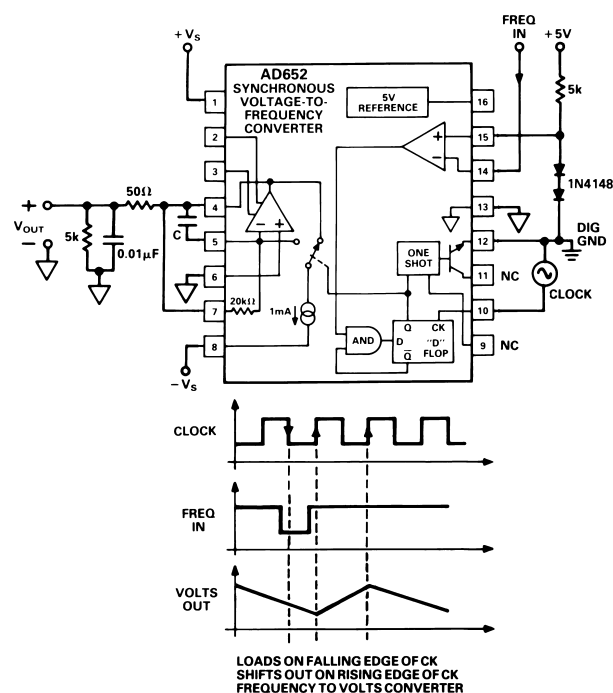 FREQ
IN
+5V
+VS
5k
AD652
SYNCHRONOUS
VOLTAGE-TO-
FREQUENCY
CONVERTER
5V
REFERENCE
1
2
3
4
5
6
7
8
16
15
14
13
12
11
10
9
1N4148
DIG
GND
NC
NC
CLOCK
+
VOUT
−
5k
0.01μF
50Ω
C
20kΩ
1mA
− +
+
−
ONE
SHOT
AND
Q CK
D "D"
Q̅ FLOP
−VS
CLOCK
FREQ
IN
VOLTS
OUT
LOADS ON FALLING EDGE OF CK
SHIFTS OUT ON RISING EDGE OF CK
FREQUENCY TO VOLTS CONVERTER